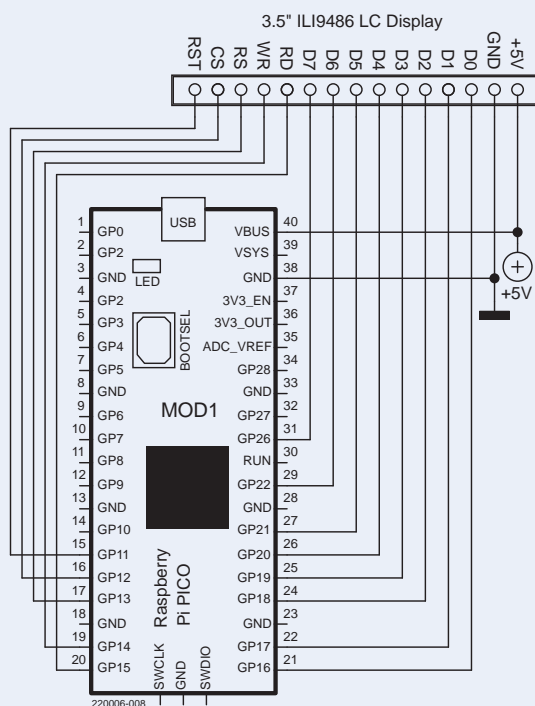 3.5" ILI9486 LC Display
RST CS RS WR RD D7 D6 D5 D4 D3 D2 D1 D0 GND +5V
USB
1 GP0 VBUS 40
2 GP2 VSYS 39
3 GND GND 38
LED
+5V
4 GP2 3V3_EN 37
5 GP3 3V3_OUT 36
6 GP4 ADC_VREF 35
BOOTSEL
7 GP5 GP28 34
8 GND GND 33
9 GP6 GP27 32
MOD1
10 GP7 GP26 31
11 GP8 RUN 30
12 GP9 GP22 29
13 GND GND 28
14 GP10 GP21 27
15 GP11 GP20 26
16 GP12 GP19 25
17 GP13 GP18 24
18 GND GND 23
19 GP14 GP17 22
20 GP15 GP16 21
Raspberry
Pi PICO
SWCLK
GND
SWDIO
220006-008